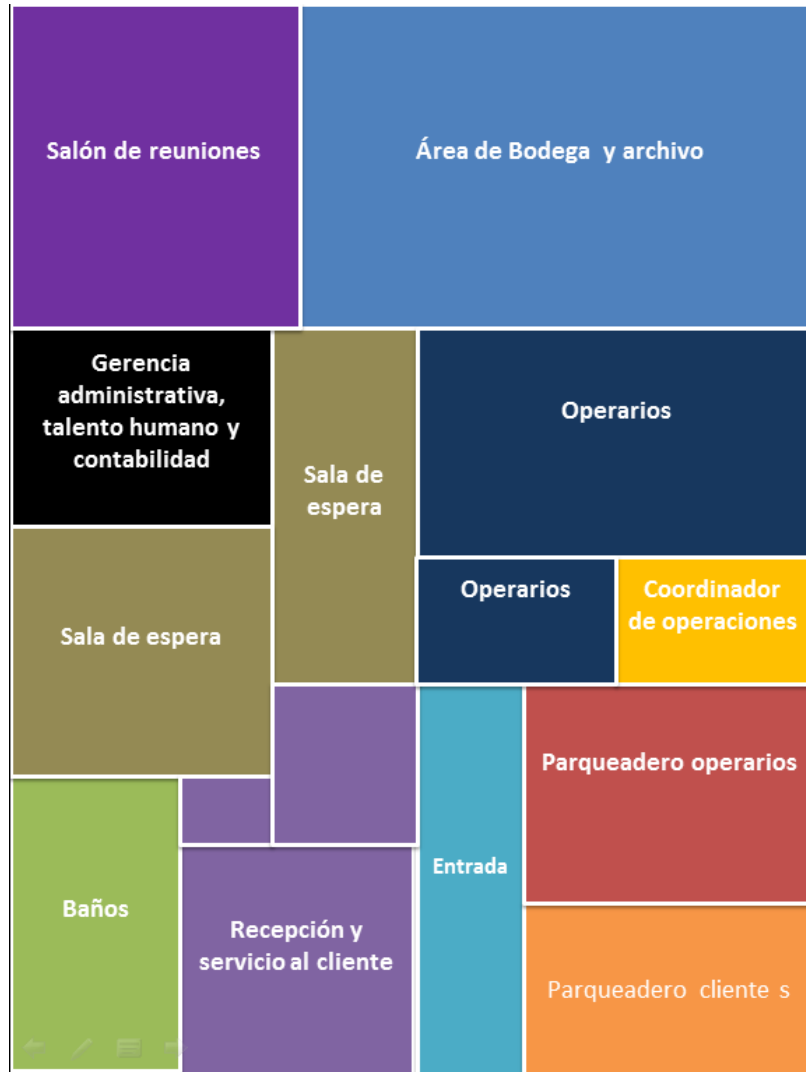 Salón de reuniones
Área de Bodega y archivo
Gerencia
administrativa,
talento humano y
contabilidad
Sala de
espera
Operarios
Operarios
Coordinador
de operaciones
Sala de espera
Parqueadero operarios
Entrada
Baños
Recepción y
servicio al cliente
Parqueadero cliente s